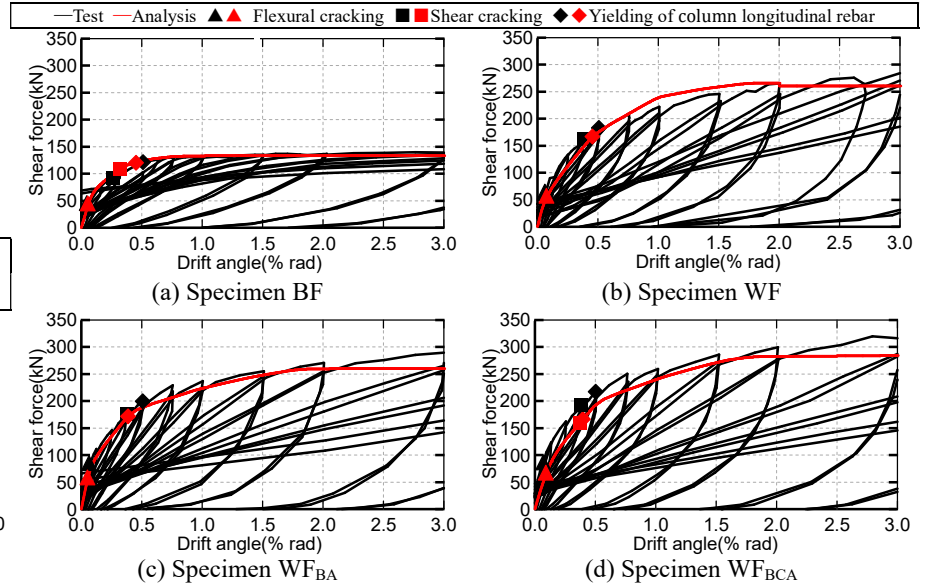 Test Analysis Flexural cracking Shear cracking Yielding of column longitudinal rebar
350
300
250
200
150
100
50
0
Shear force(kN)
0.0 0.5 1.0 1.5 2.0 2.5 3.0
Drift angle(% rad)
(a) Specimen BF
350
300
250
200
150
100
50
0
Shear force(kN)
0.0 0.5 1.0 1.5 2.0 2.5 3.0
Drift angle(% rad)
(b) Specimen WF
350
300
250
200
150
100
50
0
Shear force(kN)
0.0 0.5 1.0 1.5 2.0 2.5 3.0
Drift angle(% rad)
(c) Specimen WFBA
350
300
250
200
150
100
50
0
Shear force(kN)
0.0 0.5 1.0 1.5 2.0 2.5 3.0
Drift angle(% rad)
(d) Specimen WFBCA
0